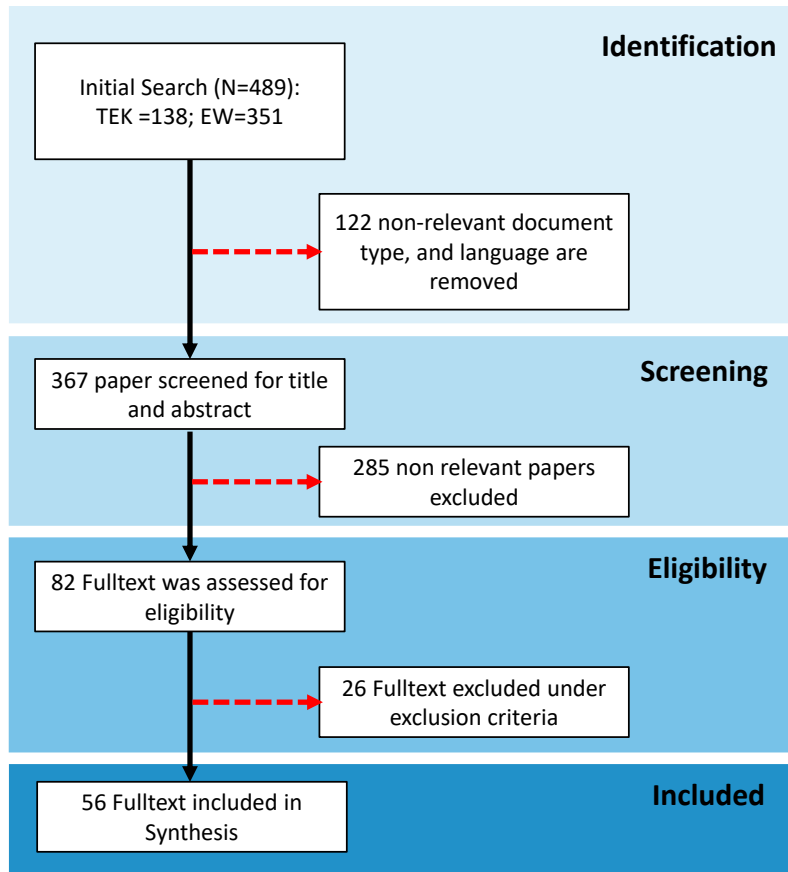 Identification
Initial Search (N=489):
TEK =138; EW=351
122 non-relevant document
type, and language are
removed
Screening
367 paper screened for title
and abstract
285 non relevant papers
excluded
Eligibility
82 Fulltext was assessed for
eligibility
26 Fulltext excluded under
exclusion criteria
Included
56 Fulltext included in
Synthesis